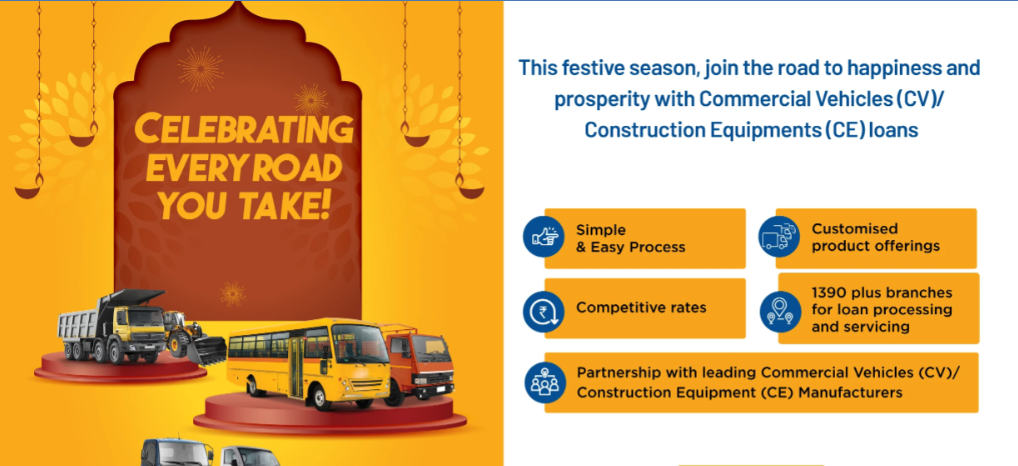 CELEBRATING
EVERY ROAD
YOU TAKE!
This festive season, join the road to happiness and
prosperity with Commercial Vehicles (CV)/
Construction Equipments (CE) loans
Simple
& Easy Process
Customised
product offerings
Competitive rates
1390 plus branches
for loan processing
and servicing
₹
Partnership with leading Commercial Vehicles (CV)/
Construction Equipment (CE) Manufacturers